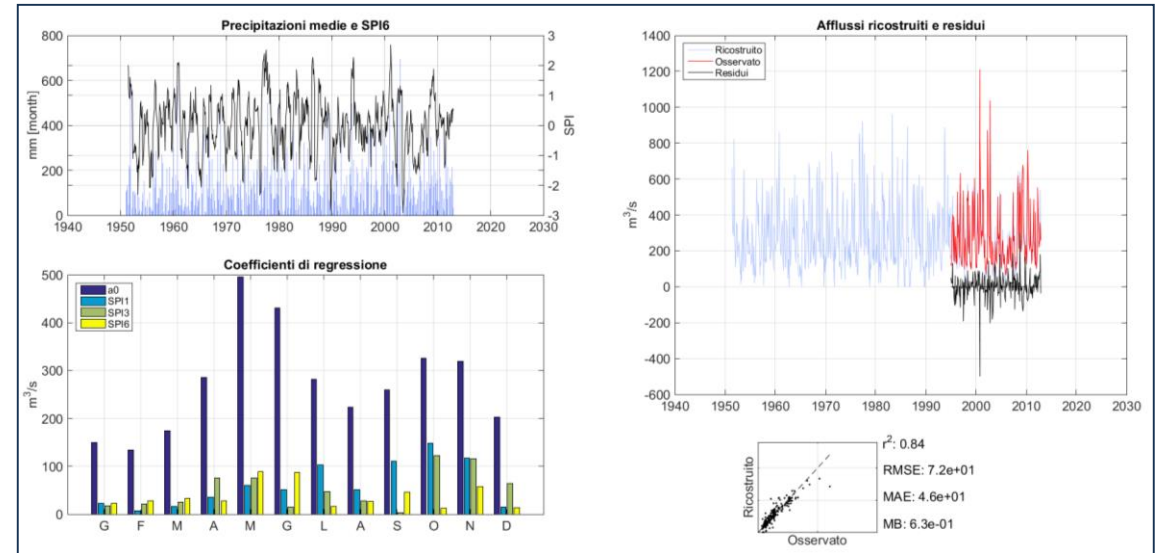 Precipitazioni medie e SPI6
800
600
400
200
0
mm [month]
3
2
1
0
-1
-2
-3
SPI
1940 1950 1960 1970 1980 1990 2000 2010 2020 2030
Coefficienti di regressione
500
400
300
200
100
0
m³/s
a0
SPI1
SPI3
SPI6
G F M A M G L A S O N D
Afflussi ricostruiti e residui
1400
1200
1000
800
600
400
200
0
-200
-400
-600
m³/s
Ricostruito
Osservato
Residui
1940 1950 1960 1970 1980 1990 2000 2010 2020 2030
Ricostruito
Osservato
r²: 0.84
RMSE: 7.2e+01
MAE: 4.6e+01
MB: 6.3e-01